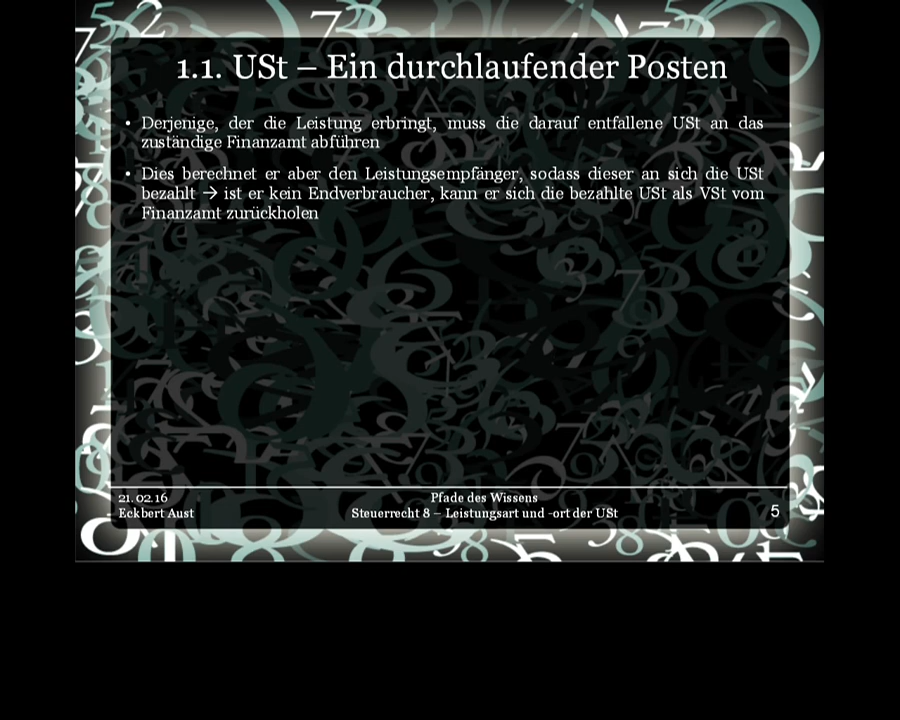 1.1. USt – Ein durchlaufender Posten
• Derjenige, der die Leistung erbringt, muss die darauf entfallene USt an das
zuständige Finanzamt abführen
• Dies berechnet er aber den Leistungsempfänger, sodass dieser an sich die USt
bezahlt → ist er kein Endverbraucher, kann er sich die bezahlte USt als VSt vom
Finanzamt zurückholen
21.02.16
Eckbert Aust
Pfade des Wissens
Steuerrecht 8 – Leistungsart und -ort der USt
5